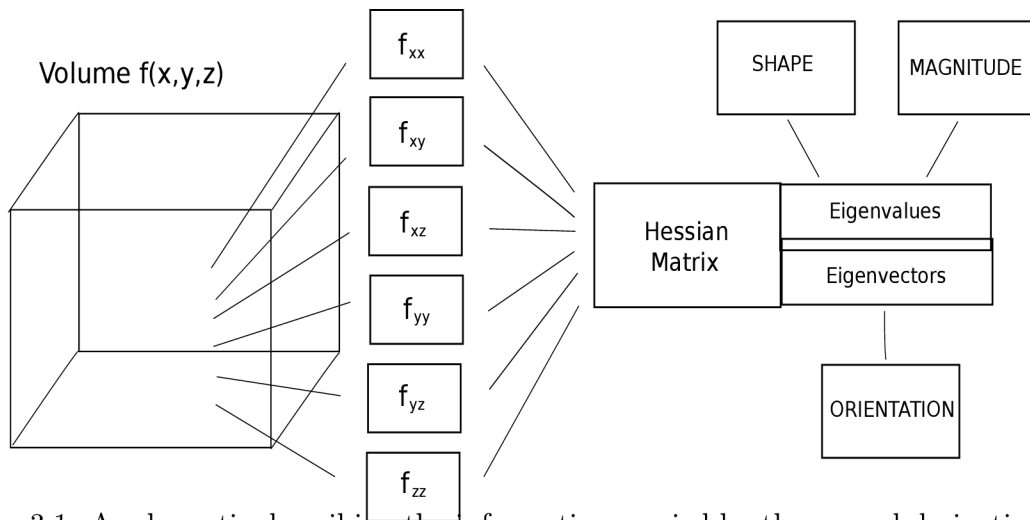 Volume f(x,y,z)
f_xx
f_xy
f_xz
f_yy
f_yz
f_zz
Hessian
Matrix
SHAPE
MAGNITUDE
Eigenvalues
Eigenvectors
ORIENTATION